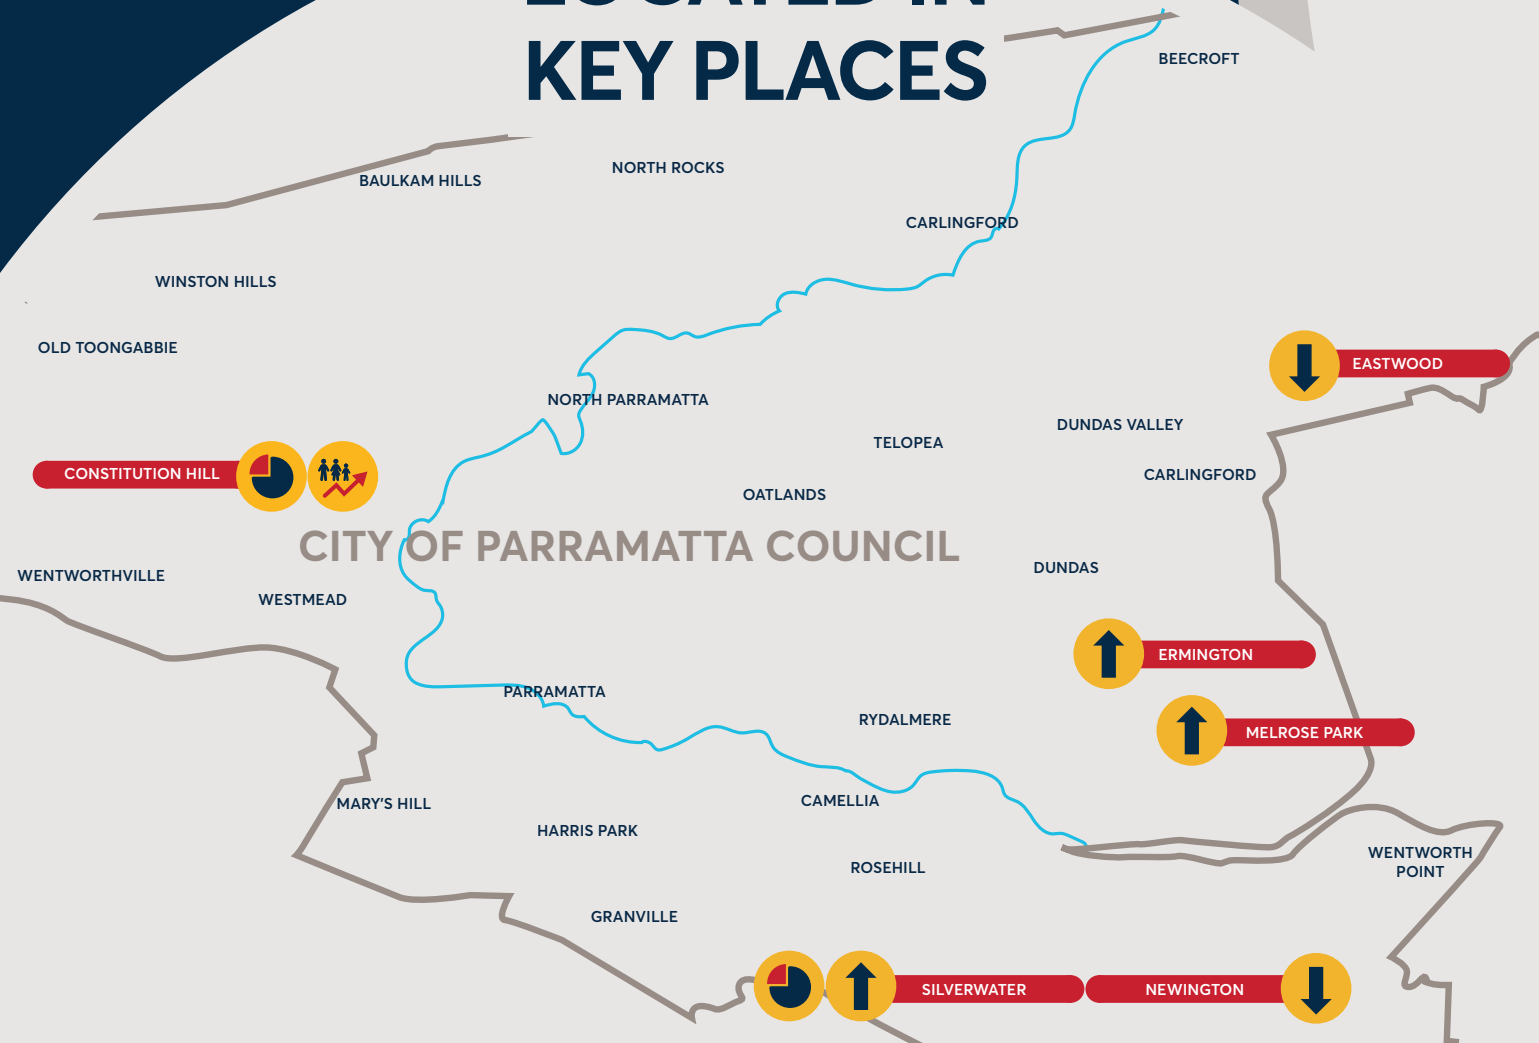 LOCATED IN
KEY PLACES
BEECROFT
NORTH ROCKS
BAULKAM HILLS
CARLINGFORD
WINSTON HILLS
OLD TOONGABBIE
EASTWOOD
NORTH PARRAMATTA
DUNDAS VALLEY
TELOPEA
CONSTITUTION HILL
CARLINGFORD
OATLANDS
CITY OF PARRAMATTA COUNCIL
DUNDAS
WENTWORTHVILLE
WESTMEAD
ERMINGTON
PARRAMATTA
RYDALMERE
MELROSE PARK
CAMELLIA
MARY'S HILL
HARRIS PARK
WENTWORTH
POINT
ROSEHILL
GRANVILLE
SILVERWATER
NEWINGTON